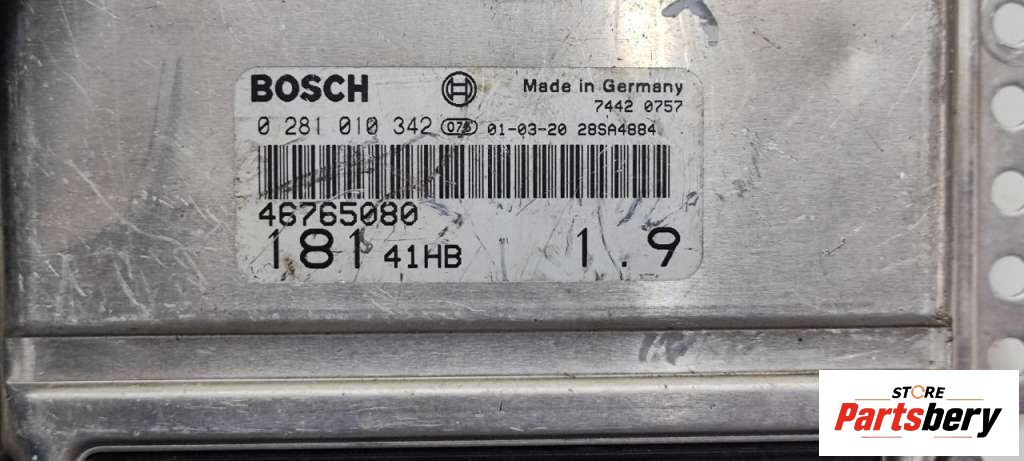 BOSCH
Made in Germany
7442 0757
0 281 010 342 076 01-03-20 28SA4884
46765080
181 41HB 1.9
STORE
Partsbery